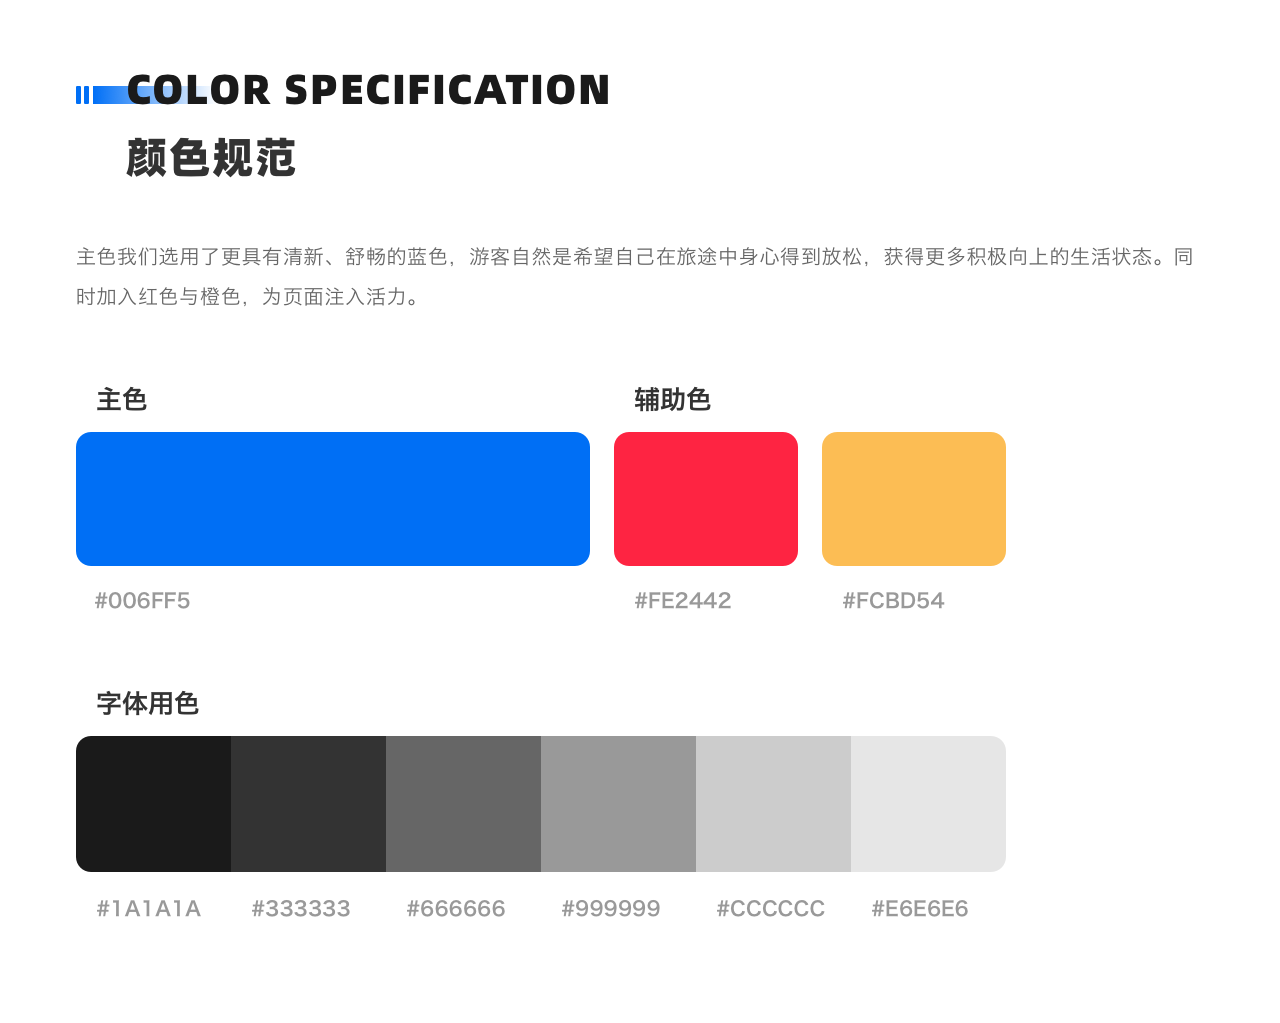 COLOR SPECIFICATION
颜色规范
主色我们选用了更具有清新、舒畅的蓝色，游客自然是希望自己在旅途中身心得到放松，获得更多积极向上的生活状态。同
时加入红色与橙色，为页面注入活力。
主色
辅助色
#006FF5
#FE2442
#FCBD54
字体用色
#1A1A1A
#333333
#666666
#999999
#CCCCCC
#E6E6E6